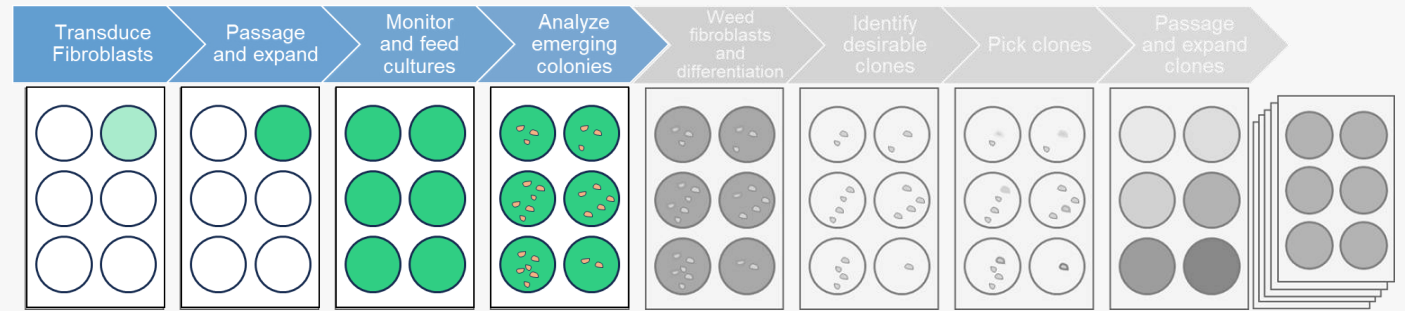 Transduce
Fibroblasts
Passage
and expand
Monitor
and feed
cultures
Analyze
emerging
colonies
Weed
fibroblasts
and
differentiation
Identify
desirable
clones
Pick clones
Passage
and expand
clones